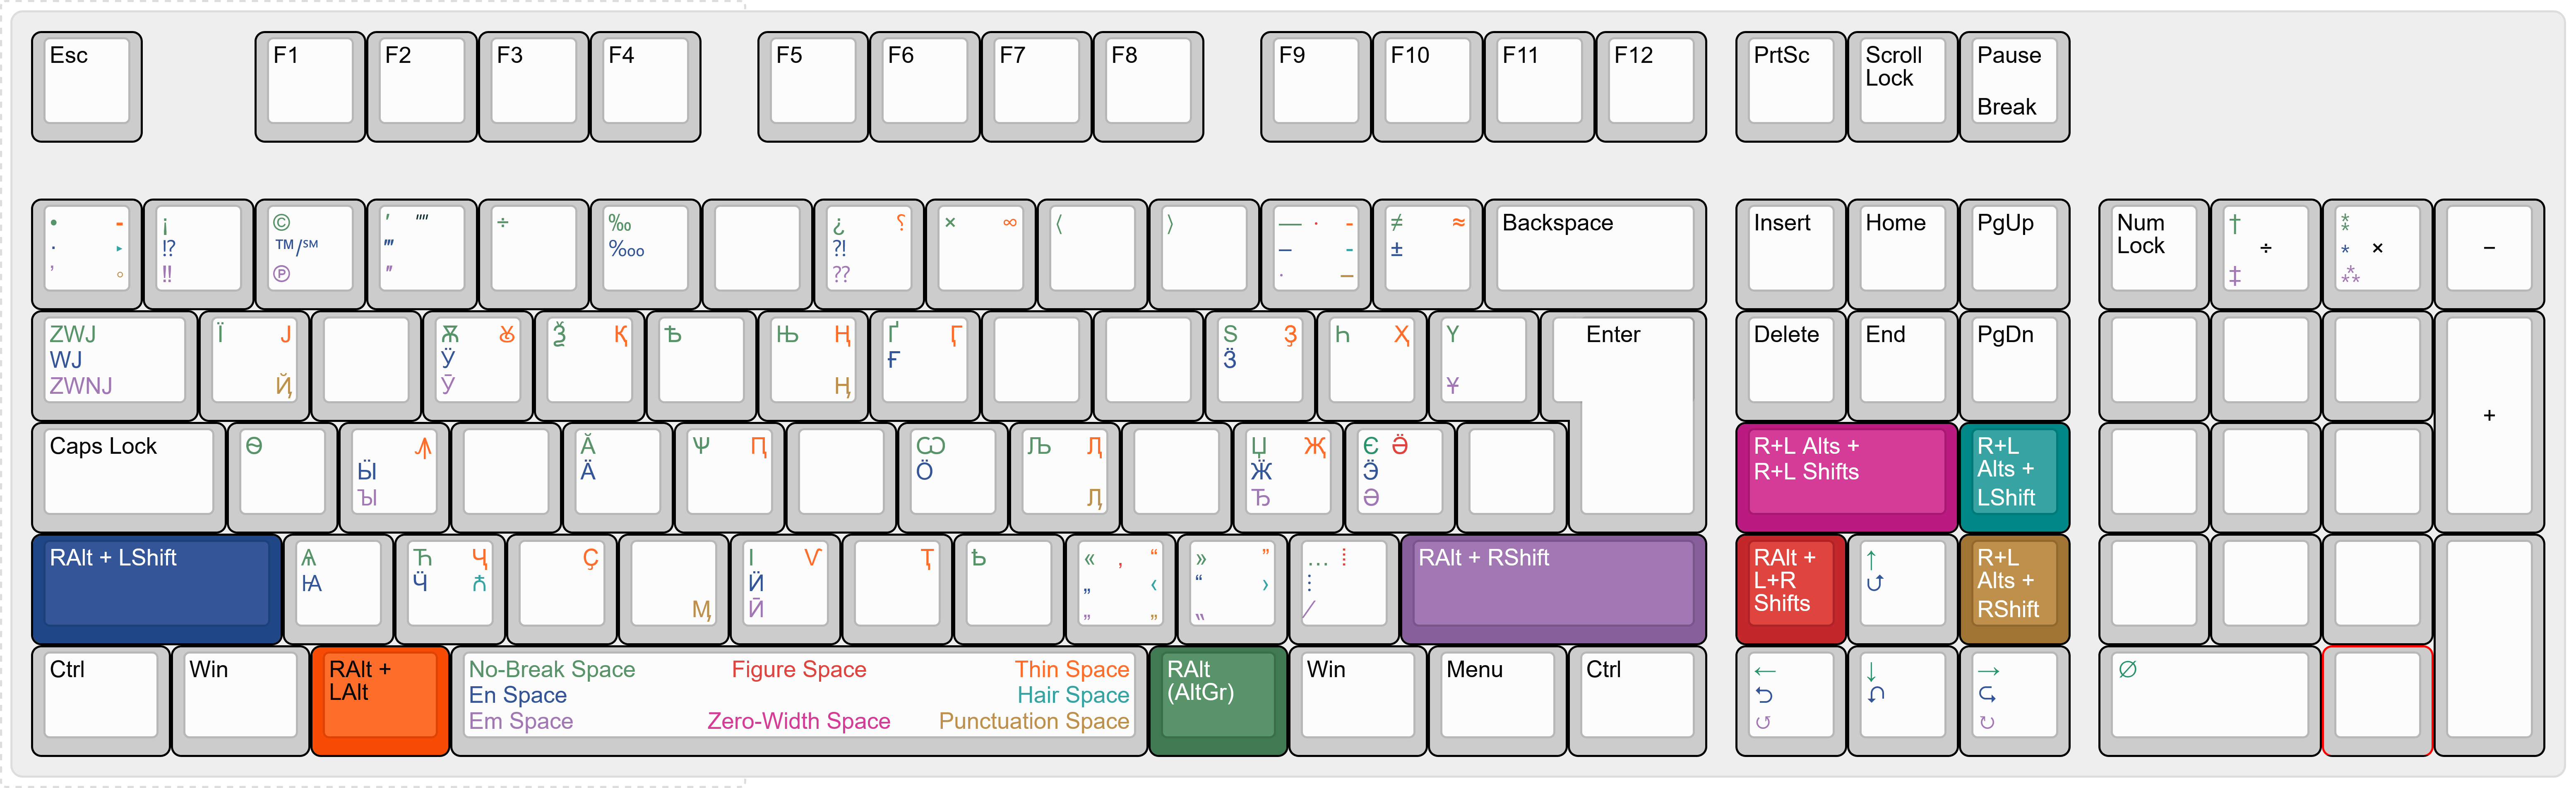 Esc F1 F2 F3 F4 F5 F6 F7 F8 F9 F10 F11 F12 PrtSc Scroll Lock Pause Break
• - · ▸ ’ ◦
¡ ⁉ ‼
© ™/℠ ℗
′ ⁗ ‴ ″
÷
‰ ‱
¿ ⸮ ⁈ ⁇
× ∞
⟨
⟩
— · - – - · –
≠ ≈ ±
Backspace
Insert Home PgUp
Num Lock
† ÷ ‡
⁑ * × ⁂
−
ZWJ
WJ
ZWNJ
Ї Ј Ҋ
Ѫ Ӱ Ӯ
Ѯ Қ
Ѣ
Њ Ң Ӊ
Ґ Ӷ Ғ
Ѕ Ҙ Ӟ
Һ Ҳ
Ү Ұ
Enter
Delete End PgDn
+
Caps Lock
Ѳ
Ѧ Ӹ Ꙑ
Ӑ Ӓ
Ѱ Ԥ
Ѡ Ӧ
Љ Ԯ Ӆ
Џ Җ Ӝ Ђ
Є Ӫ Ӭ Ә
R+L Alts +
R+L Shifts
R+L
Alts +
LShift
RAlt + LShift
Ѩ
Ћ Ҷ Ӵ
Ҫ
Ӎ
І Ѵ Ӥ Ӣ
Ҭ
Ѣ
« ‚ “ „ ‹ „ „
» ” “ › ‟
… ⁞ ⋮ ⁄
RAlt + RShift
RAlt +
L+R
Shifts
↑
R+L
Alts +
RShift
Ctrl
Win
RAlt +
LAlt
No-Break Space Figure Space Thin Space
En Space Hair Space
Em Space Zero-Width Space Punctuation Space
RAlt
(AltGr)
Win
Menu
Ctrl
← ↺
↓
→ ↻
∅